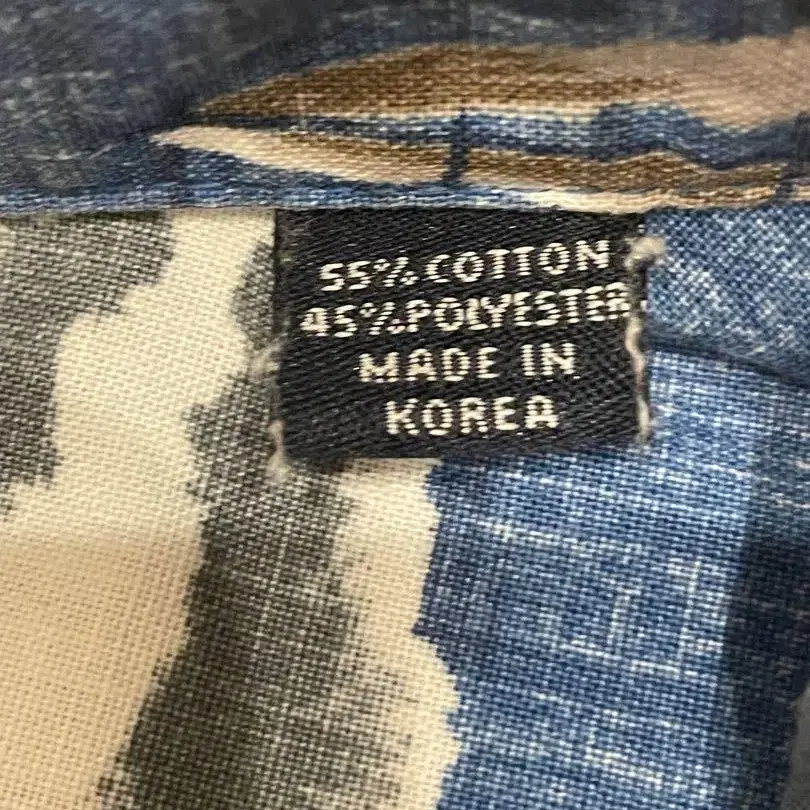 55% COTTON
45% POLYESTER
MADE IN
KOREA